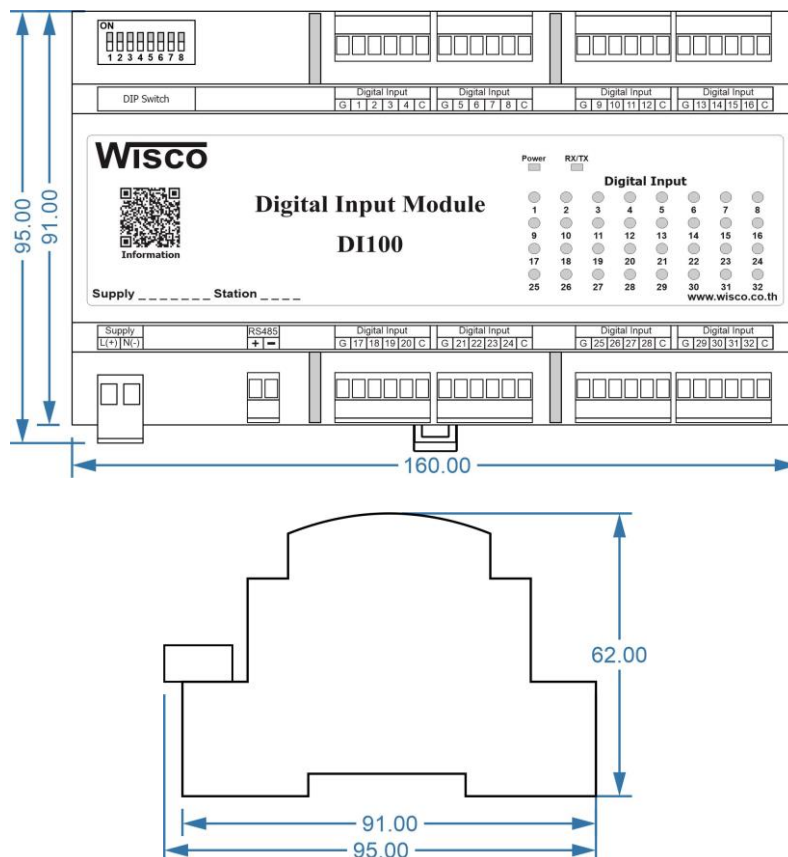 ON
1 2 3 4 5 6 7 8
DIP Switch
Digital Input
G 1 2 3 4 C
Digital Input
G 5 6 7 8 C
Digital Input
G 9 10 11 12 C
Digital Input
G 13 14 15 16 C
WISCO
Information
Digital Input Module
DI100
Supply _ _ _ _ _ _ _ Station _ _ _ _
Power
RX/TX
Digital Input
1 2 3 4 5 6 7 8
9 10 11 12 13 14 15 16
17 18 19 20 21 22 23 24
25 26 27 28 29 30 31 32
www.wisco.co.th
Supply
L(+) N(-)
RS485
+ −
Digital Input
G 17 18 19 20 C
Digital Input
G 21 22 23 24 C
Digital Input
G 25 26 27 28 C
Digital Input
G 29 30 31 32 C
95.00
91.00
160.00
62.00
91.00
95.00